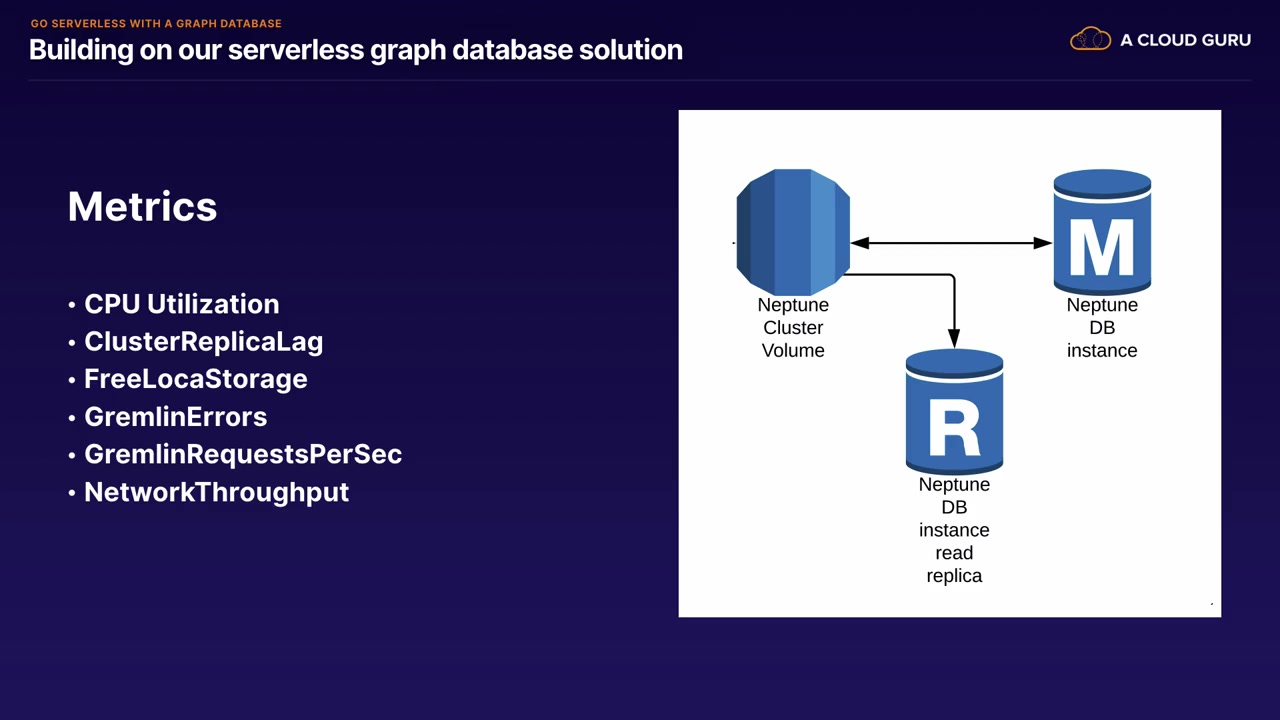 GO SERVERLESS WITH A GRAPH DATABASE
Building on our serverless graph database solution
A CLOUD GURU
Metrics
• CPU Utilization
• ClusterReplicaLag
• FreeLocaStorage
• GremlinErrors
• GremlinRequestsPerSec
• NetworkThroughput
M
Neptune
Cluster
Volume
Neptune
DB
instance
R
Neptune
DB
instance
read
replica